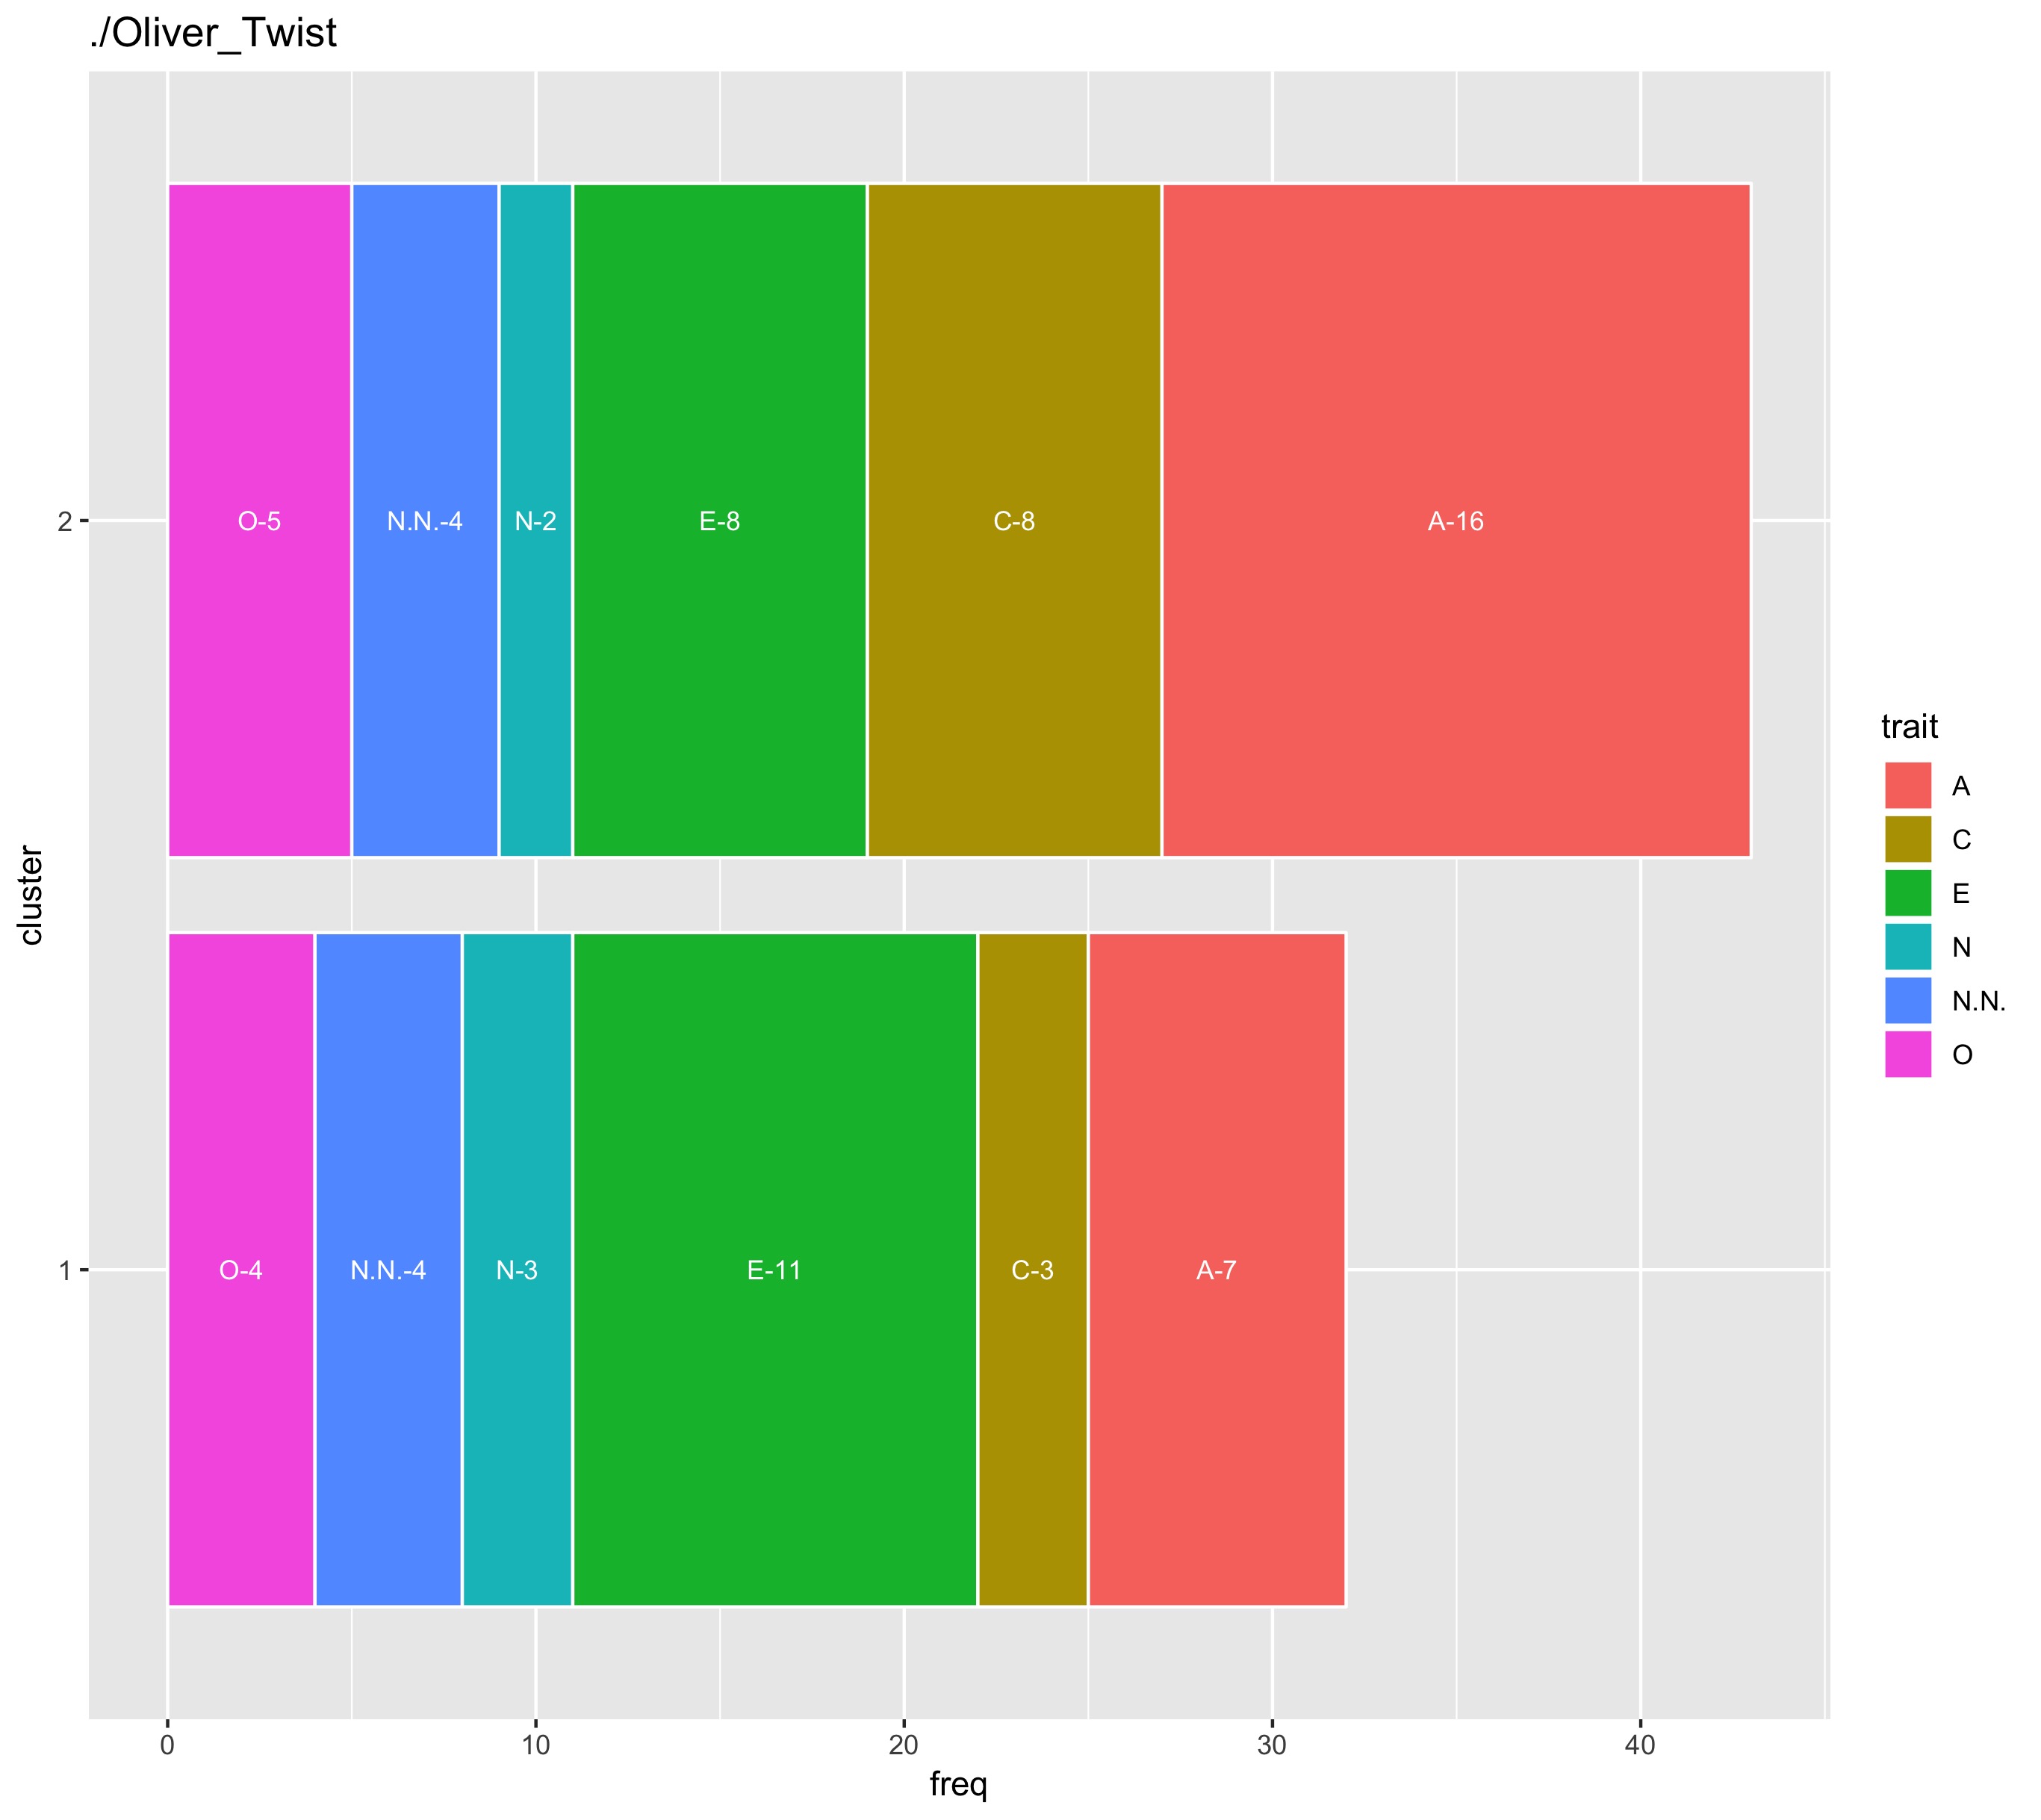 ./Oliver_Twist
cluster
2
O-5 N.N.-4 N-2 E-8 C-8 A-16
1
O-4 N.N.-4 N-3 E-11 C-3 A-7
0 10 20 30 40
freq
trait
A
C
E
N
N.N.
O